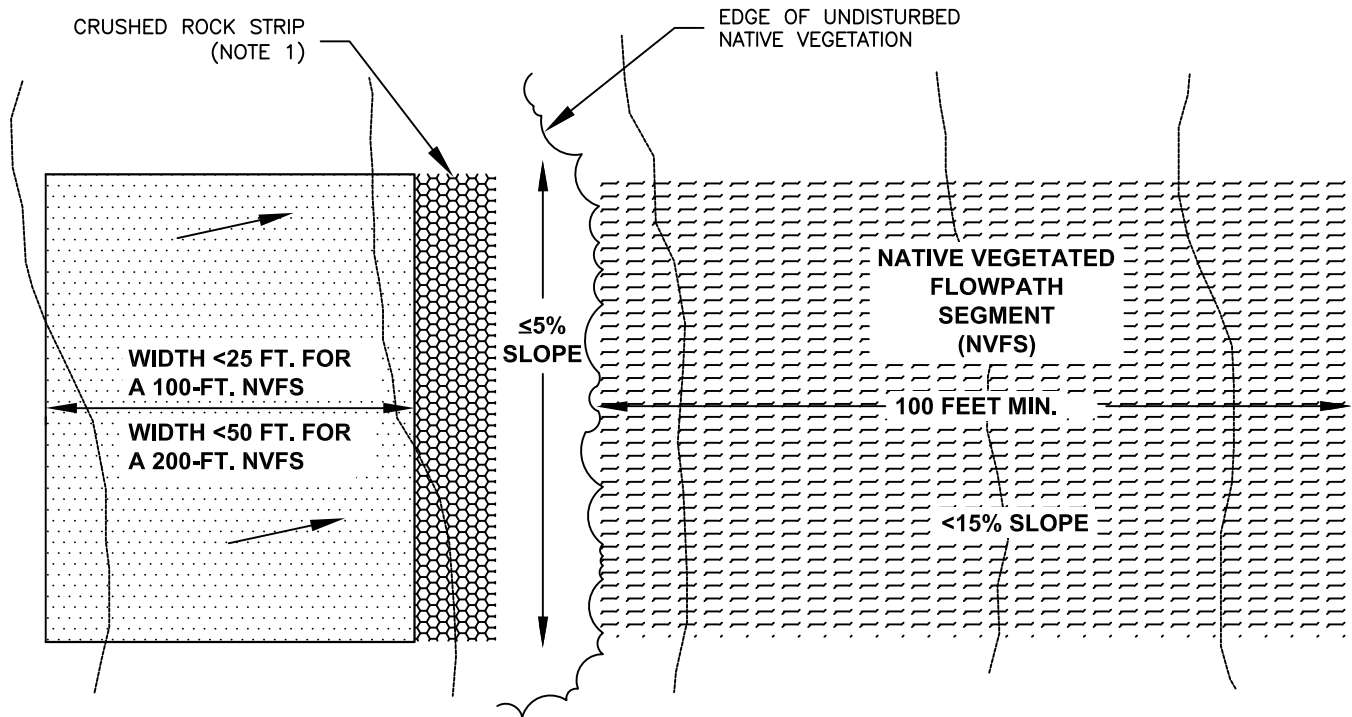 CRUSHED ROCK STRIP
(NOTE 1)
EDGE OF UNDISTURBED
NATIVE VEGETATION
WIDTH <25 FT. FOR
A 100-FT. NVFS
WIDTH <50 FT. FOR
A 200-FT. NVFS
≤5%
SLOPE
NATIVE VEGETATED
FLOWPATH
SEGMENT
(NVFS)
100 FEET MIN.
<15% SLOPE